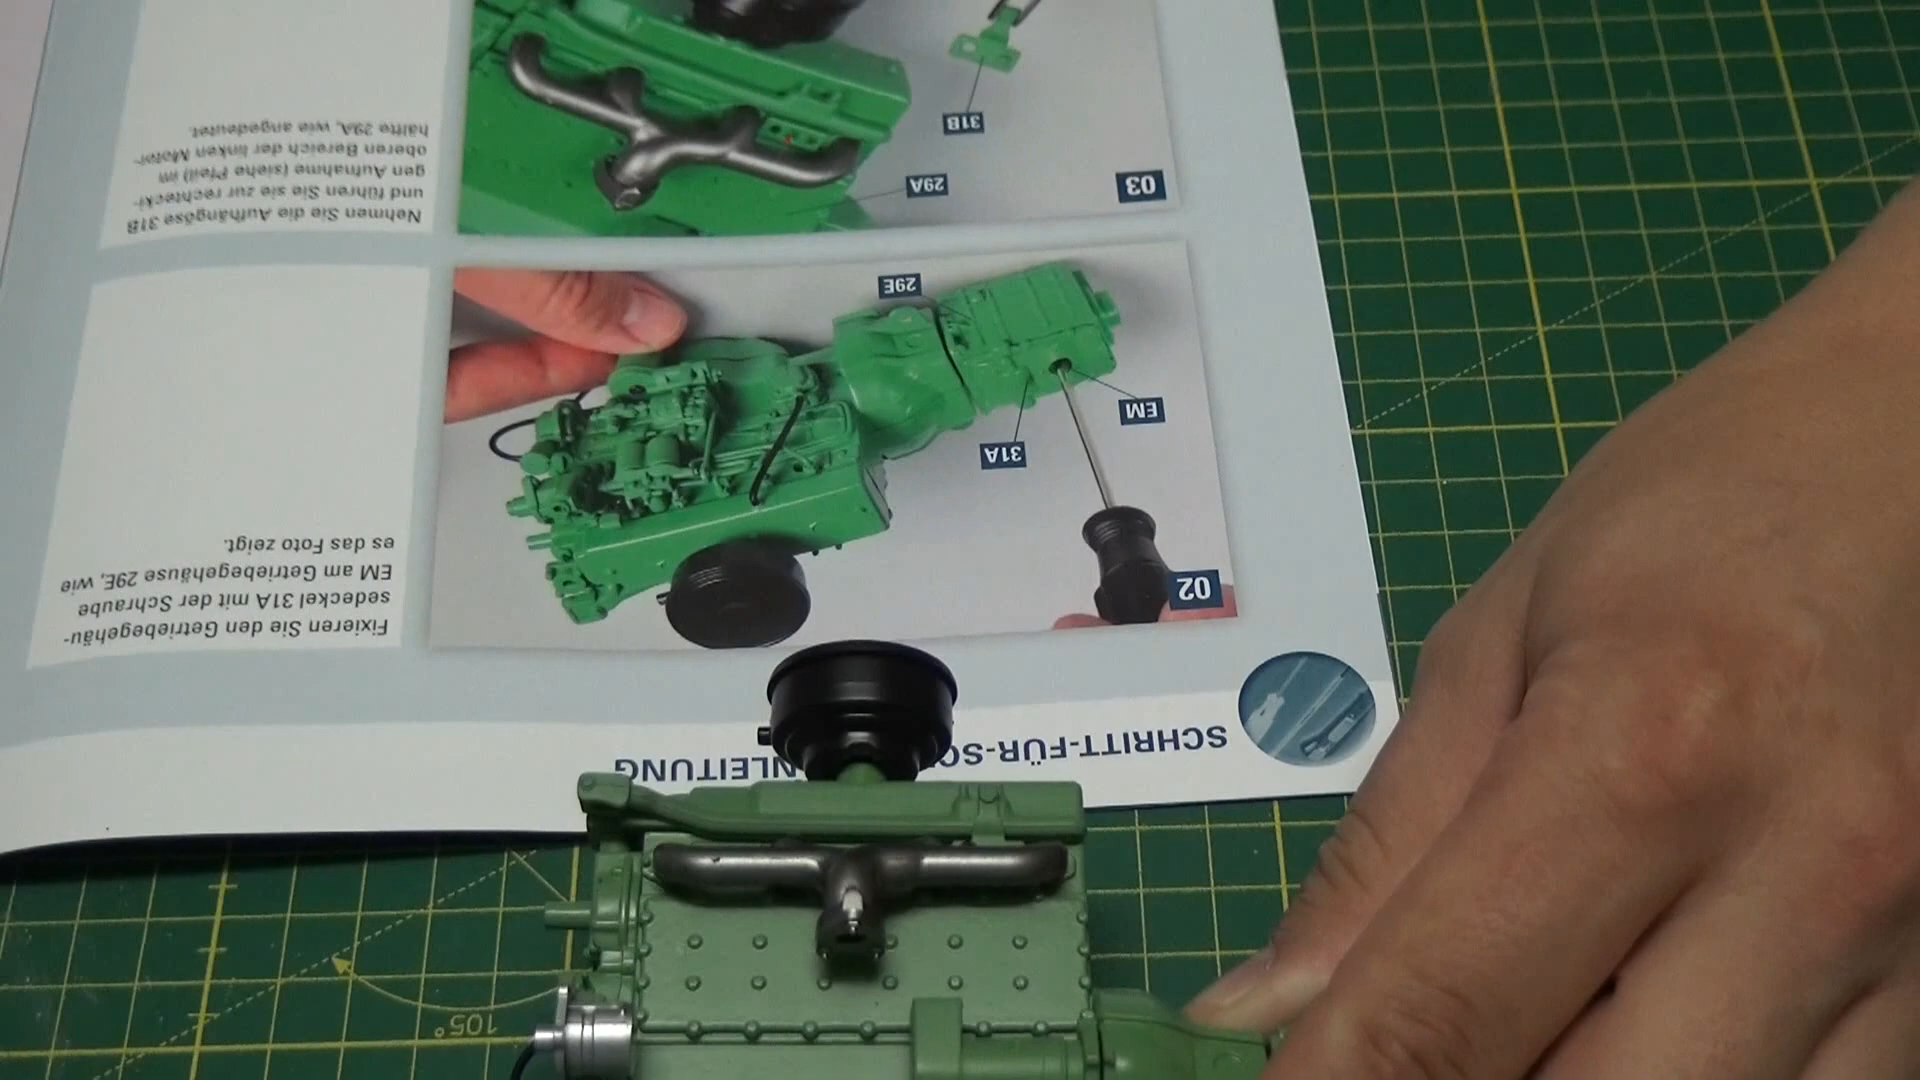 SCHRITT-FÜR-SC
NLEITUNG
Fixieren Sie den Getriebegehäu-
sedeckel 31A mit der Schraube
EM am Getriebegehäuse 29E, wie
es das Foto zeigt.
02
31A
EM
29E
Nehmen Sie die Aufhängöse 31B
und führen Sie sie zur rechtecki-
gen Aufnahme (siehe Pfeil) im
oberen Bereich der linken Motor-
hälfte 29A, wie angedeutet.
03
29A
31B
105°